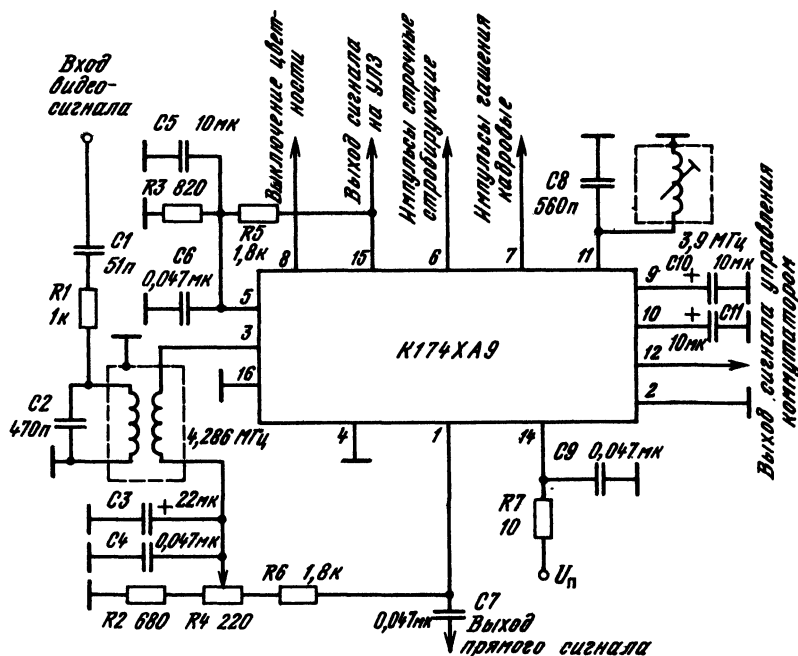 Вход
видео-
сигнала
C5 10мк
R3 820
R5
1,8к
C6
0,047мк
C1
51п
R1
1к
C2
470п
4,286 МГц
C3
+ 22мк
C4
0,047мк
R2 680
R4 220
R6 1,8к
Выключение цвет-
ности
Выход сигнала
на УЛЗ
Импульсы строчные
стробирующие
Импульсы гашения
кадровые
C8
560п
3,9 МГц
8
15
6
7
11
5
3
16
4
1
14
9
10
12
2
К174ХА9
C10
+
10мк
+
10мк
C11
C9 0,047мк
R7
10
Uп
C7
0,047мк
Выход
прямого сигнала
Выход сигнала управления
коммутатором